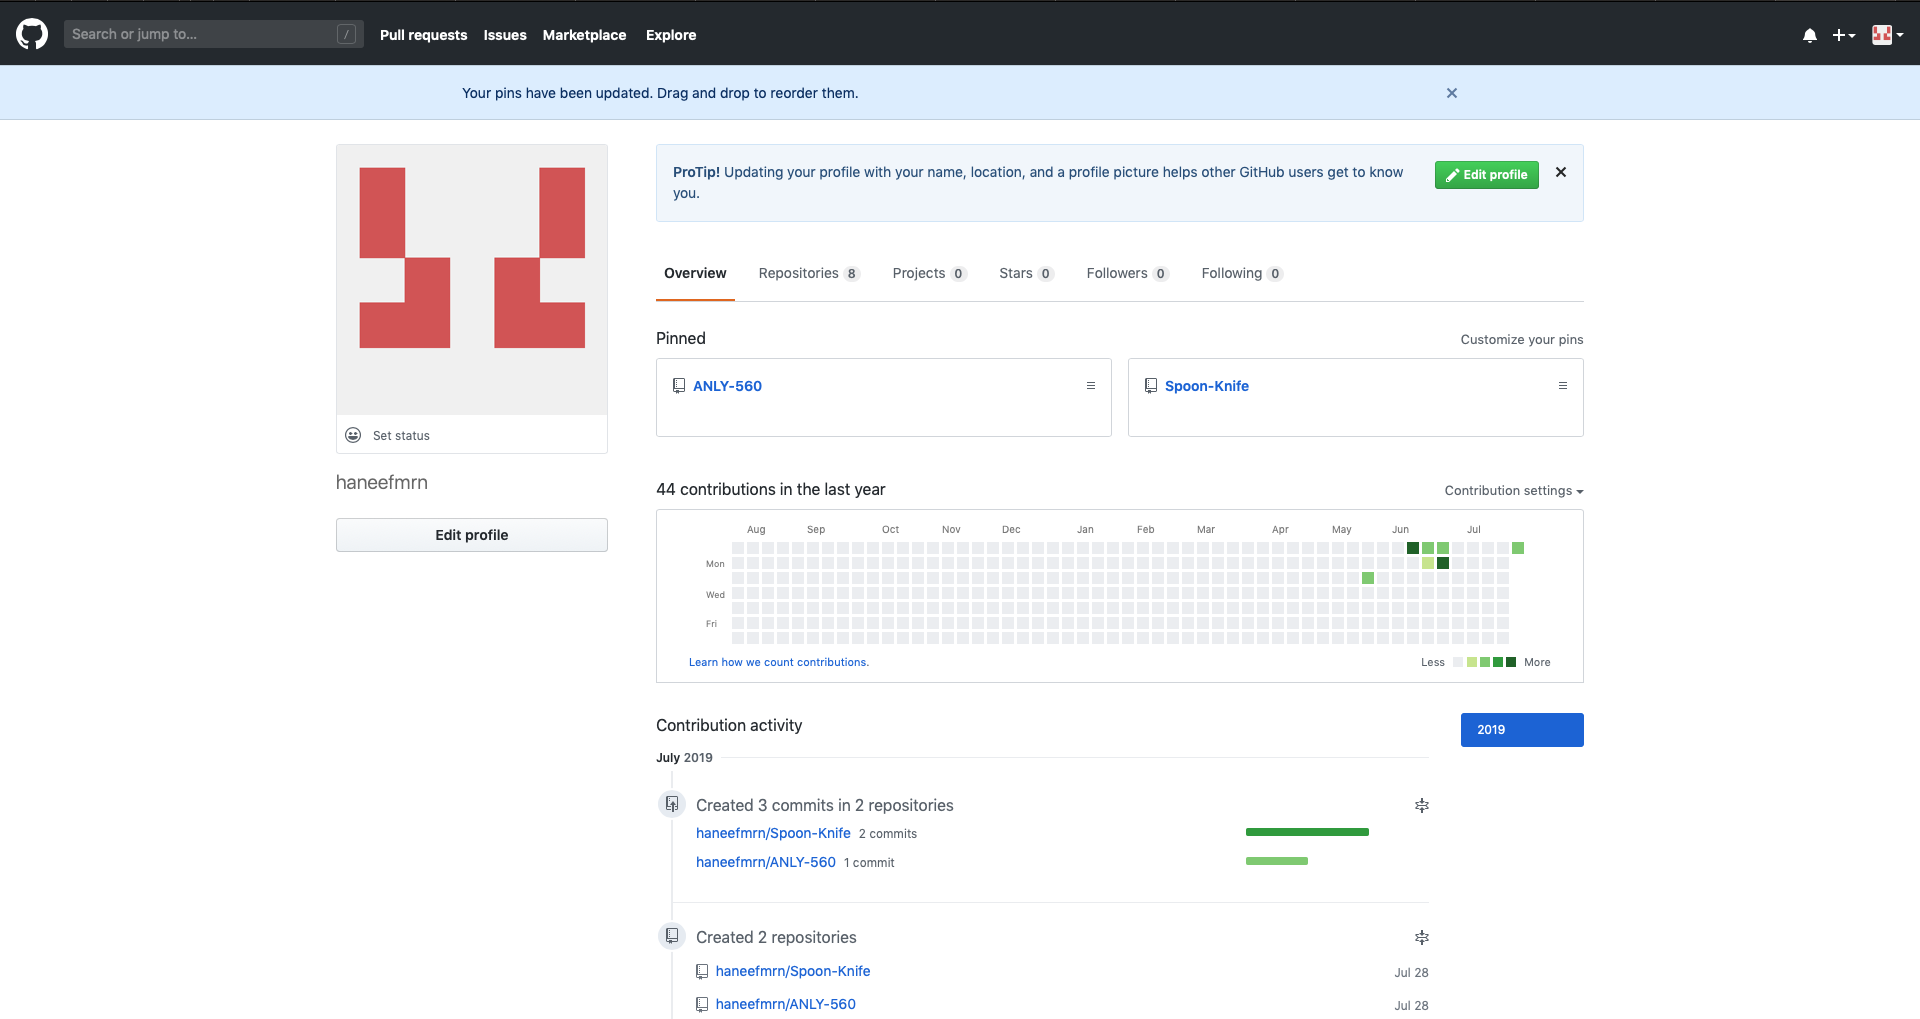 Search or jump to... / Pull requests Issues Marketplace Explore
Your pins have been updated. Drag and drop to reorder them.
ProTip! Updating your profile with your name, location, and a profile picture helps other GitHub users get to know
you.
Edit profile
Overview Repositories 8 Projects 0 Stars 0 Followers 0 Following 0
Pinned Customize your pins
ANLY-560 Spoon-Knife
Set status
haneefmrn
Edit profile
44 contributions in the last year Contribution settings
Aug Sep Oct Nov Dec Jan Feb Mar Apr May Jun Jul
Mon
Wed
Fri
Learn how we count contributions. Less More
Contribution activity 2019
July 2019
Created 3 commits in 2 repositories
haneefmrn/Spoon-Knife 2 commits
haneefmrn/ANLY-560 1 commit
Created 2 repositories
haneefmrn/Spoon-Knife Jul 28
haneefmrn/ANLY-560 Jul 28